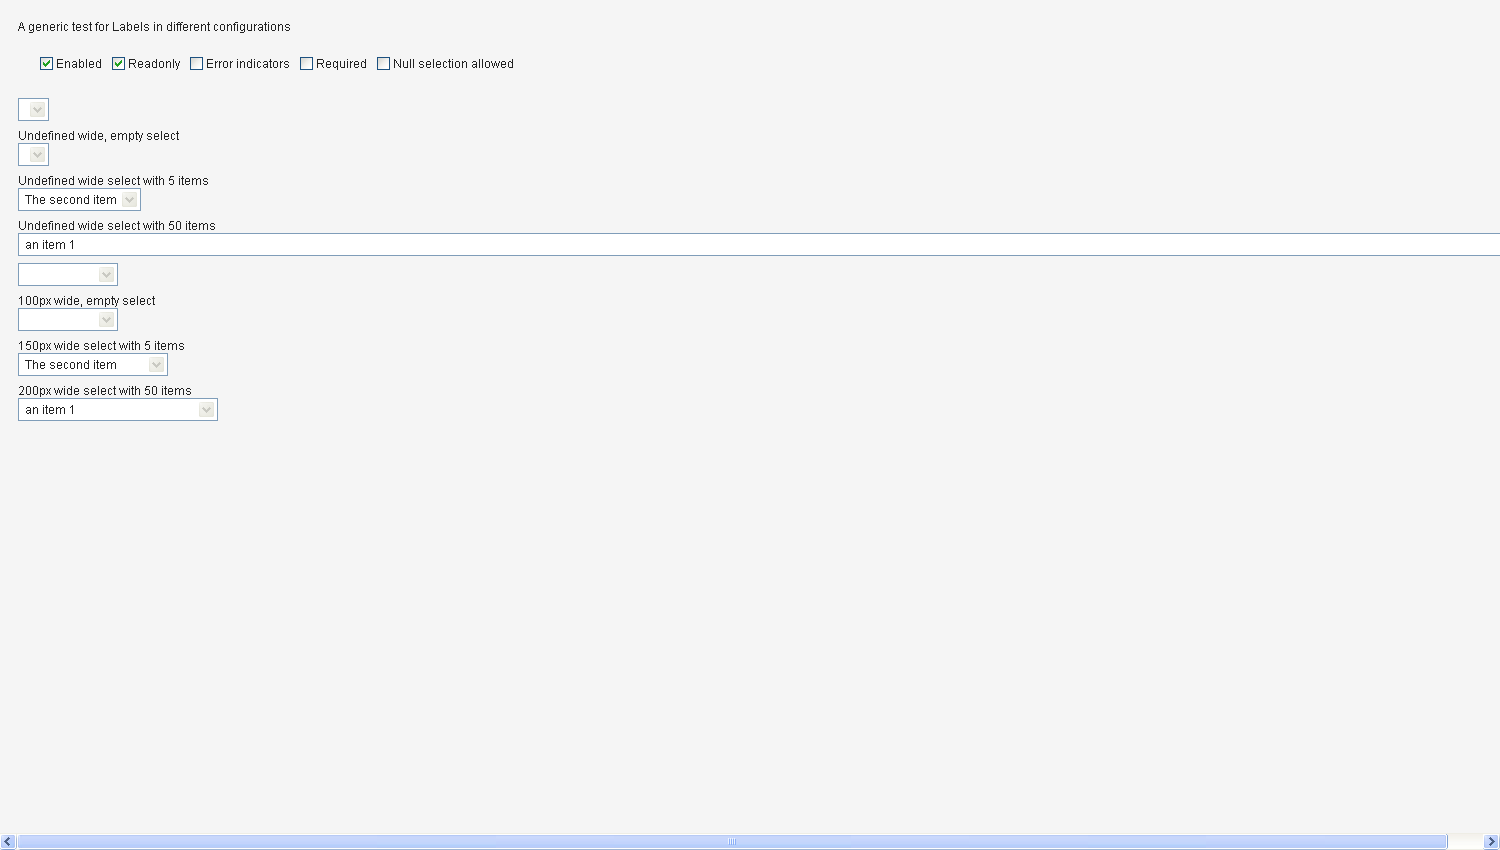 A generic test for Labels in different configurations
Enabled Readonly Error indicators Required Null selection allowed
Undefined wide, empty select
Undefined wide select with 5 items
The second item
Undefined wide select with 50 items
an item 1
100px wide, empty select
150px wide select with 5 items
The second item
200px wide select with 50 items
an item 1